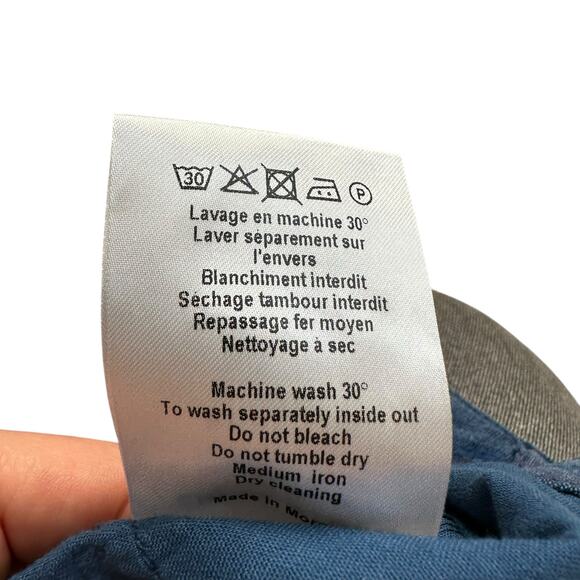 30 P
Lavage en machine 30°
Laver séparement sur
l'envers
Blanchiment interdit
Séchage tambour interdit
Repassage fer moyen
Nettoyage à sec
Machine wash 30°
To wash separately inside out
Do not bleach
Do not tumble dry
Medium iron
Dry cleaning
Made in